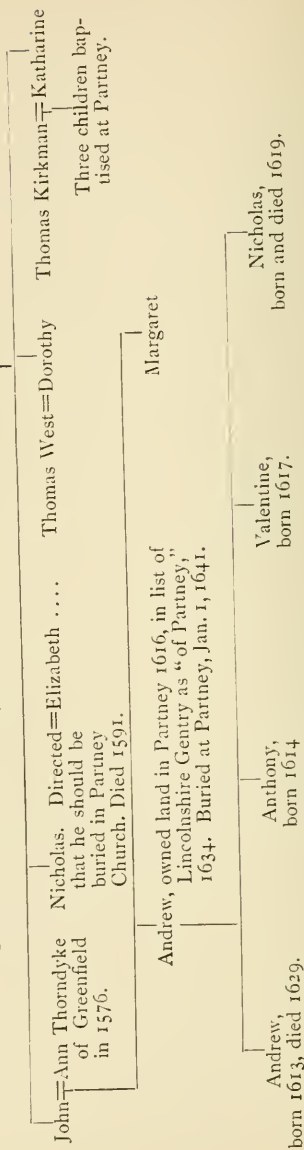 John=Ann Thorndyke
of Greenfield
in 1576.
Nicholas. Directed=Elizabeth ....
that he should be
buried in Partney
Church. Died 1591.
Thomas West=Dorothy
Thomas Kirkman=Katharine
Three children bap-
tised at Partney.
Andrew, owned land in Partney 1616, in list of
Lincolnshire Gentry as “of Partney,”
1634. Buried at Partney, Jan. 1, 1641.
Margaret
Andrew,
born 1613, died 1629.
Anthony,
born 1614
Valentine,
born 1617.
Nicholas,
born and died 1619.